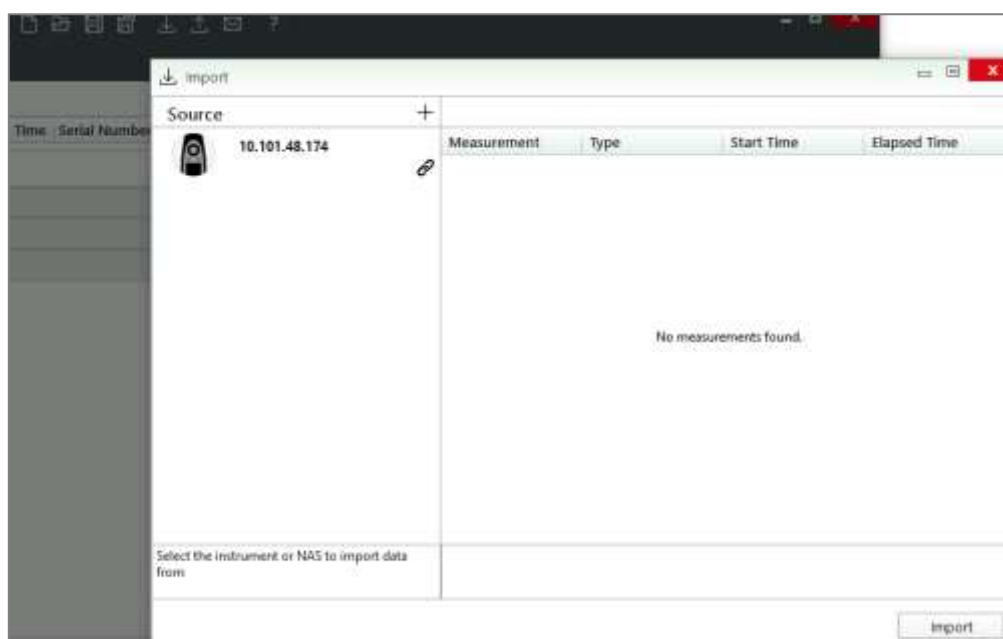 ?
Import
Source +
Time Serial Number
10.101.48.174
Measurement Type Start Time Elapsed Time
No measurements found.
Select the instrument or NAS to import data
from
Import